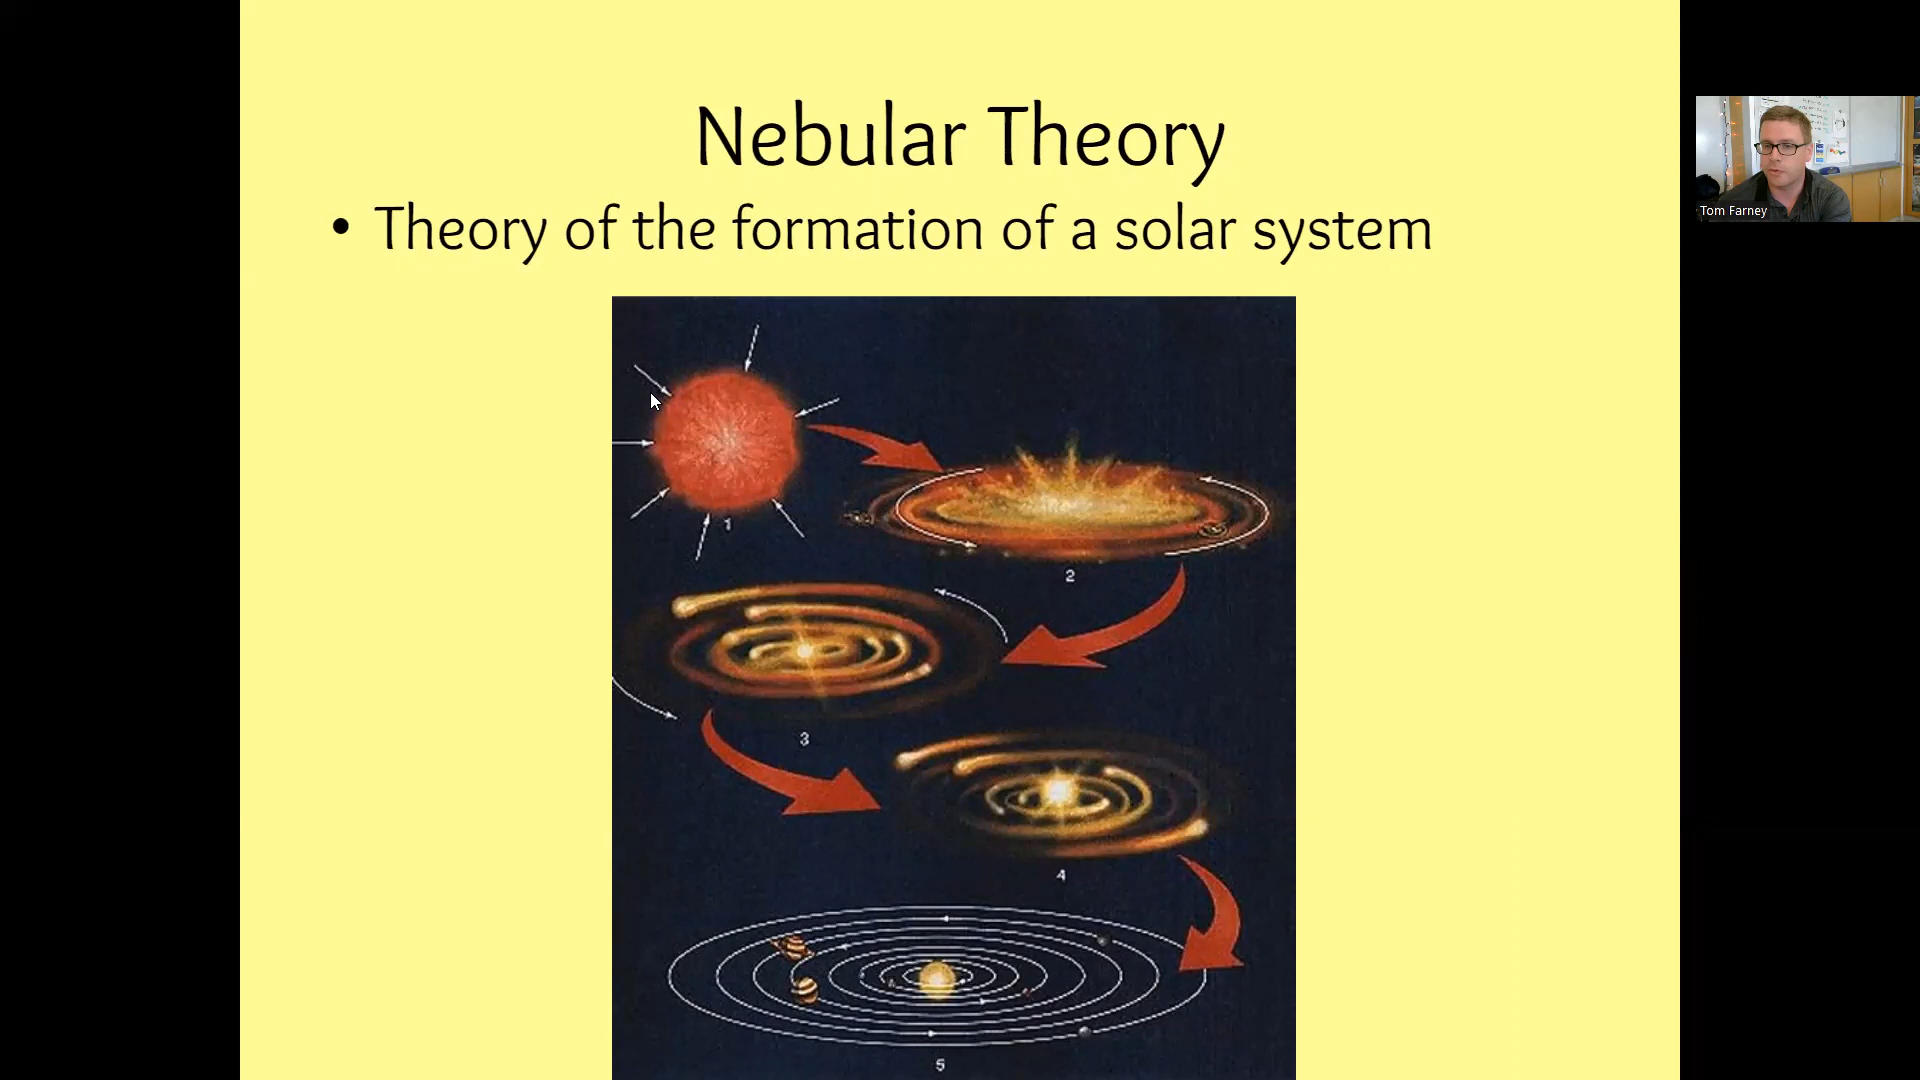 Nebular Theory
• Theory of the formation of a solar system
Tom Farney
1
2
3
4
5